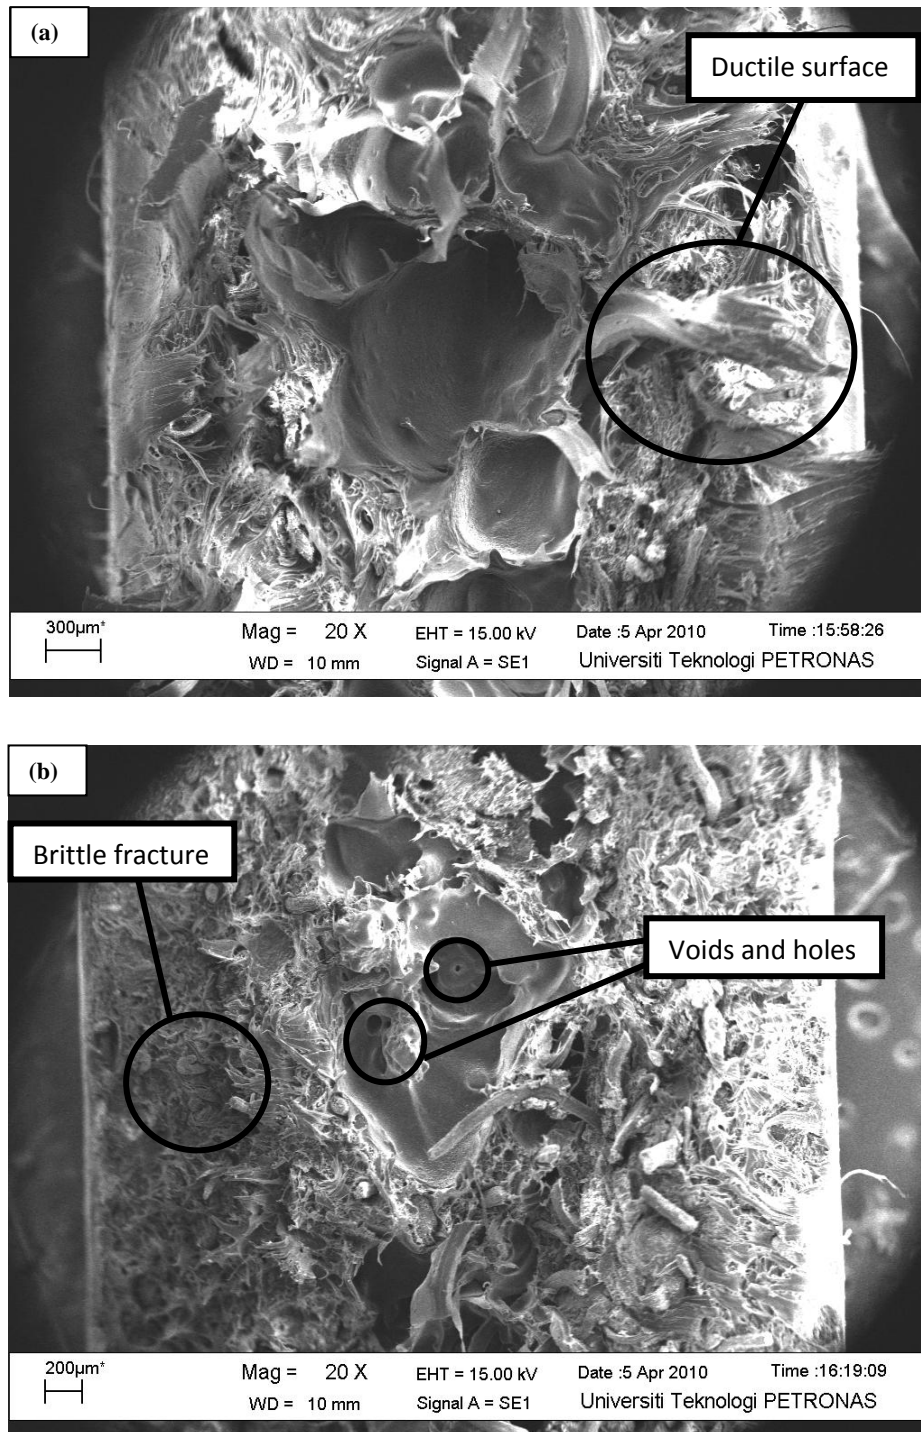 (a)
Ductile surface
300µm*
Mag = 20 X EHT = 15.00 kV Date :5 Apr 2010 Time :15:58:26
WD = 10 mm Signal A = SE1 Universiti Teknologi PETRONAS
(b)
Brittle fracture
Voids and holes
200µm*
Mag = 20 X EHT = 15.00 kV Date :5 Apr 2010 Time :16:19:09
WD = 10 mm Signal A = SE1 Universiti Teknologi PETRONAS